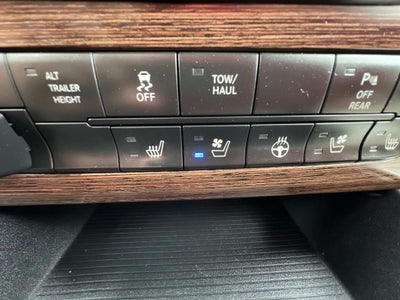 ALT
TRAILER
HEIGHT
OFF
TOW/
HAUL
P
OFF
REAR